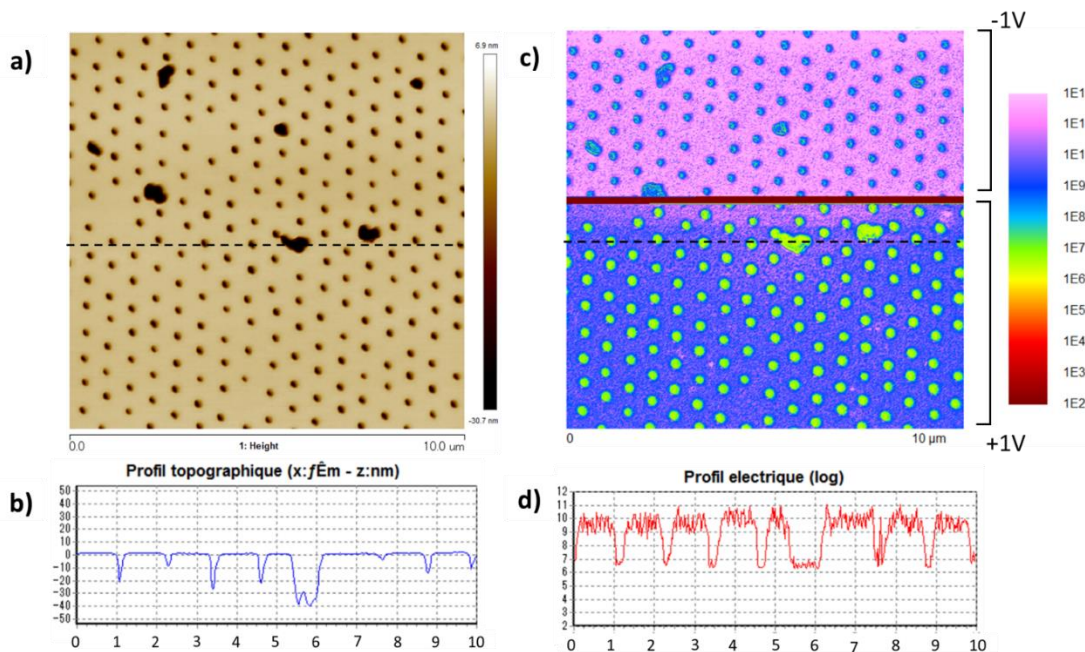 a)
6.9 nm
-30.7 nm
0.0
1: Height
10.0 um
c)
-1V
1E1
1E1
1E1
1E9
1E8
1E7
1E6
1E5
1E4
1E3
1E2
0
10 µm
+1V
b)
Profil topographique (x:ƒÊm - z:nm)
50
40
30
20
10
0
-10
-20
-30
-40
-50
0 1 2 3 4 5 6 7 8 9 10
d)
Profil electrique (log)
12
11
10
9
8
7
6
5
4
3
2
0 1 2 3 4 5 6 7 8 9 10